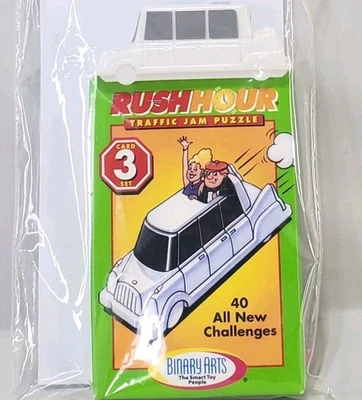 RUSH HOUR
TRAFFIC JAM PUZZLE
CARD
3
SET
40
All New
Challenges
BINARY ARTS
The Smart Toy
People
®